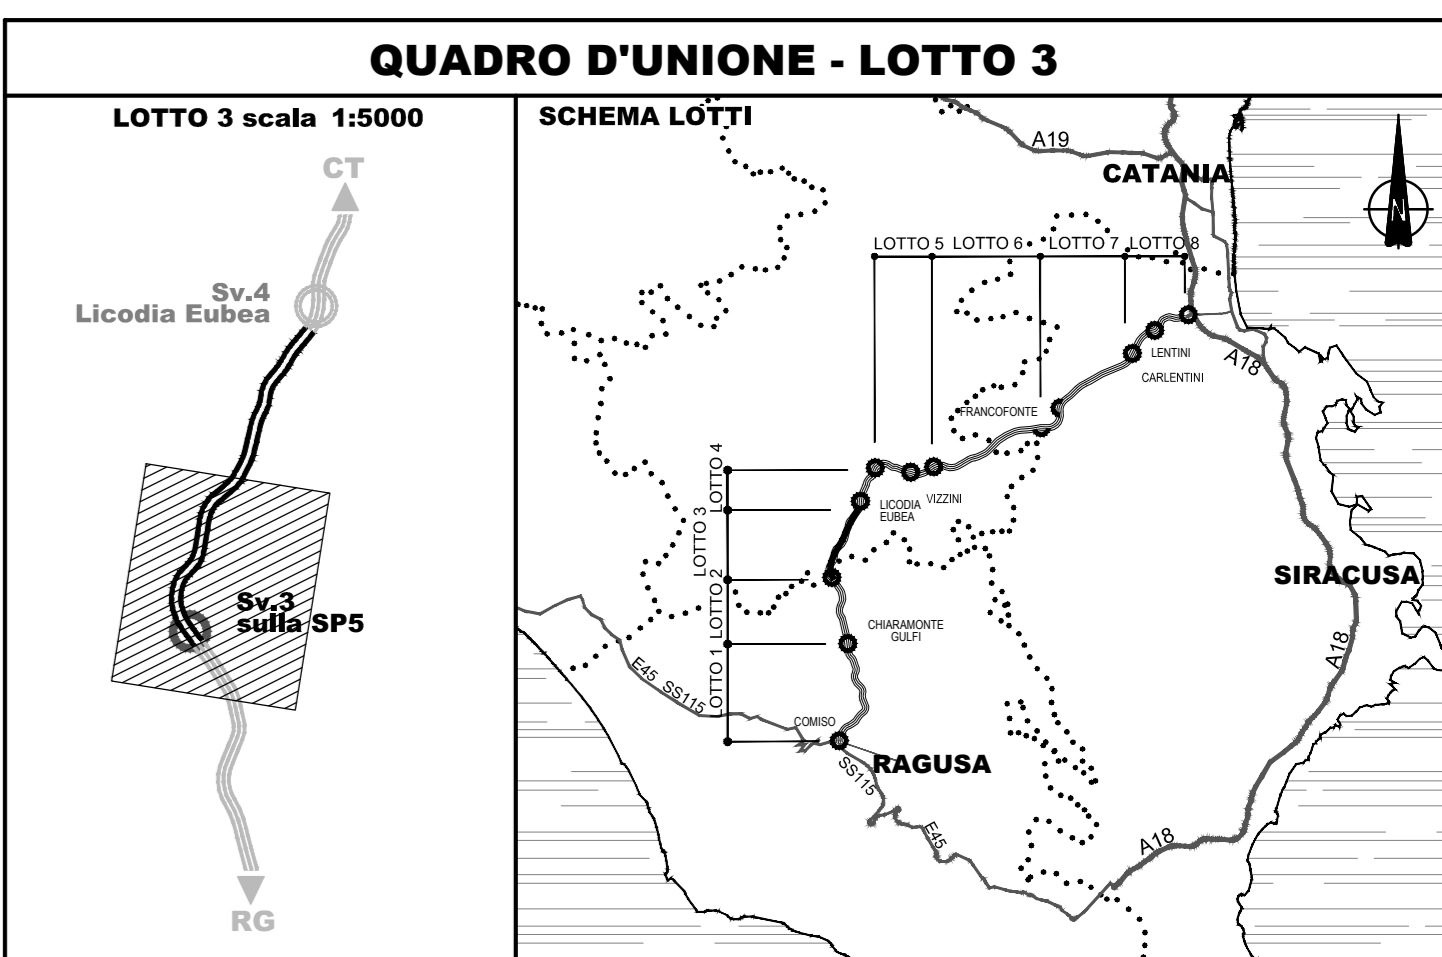 QUADRO D'UNIONE - LOTTO 3
LOTTO 3 scala 1:5000
CT
Sv.4
Licodia Eubea
Sv.3
sulla SP5
RG
SCHEMA LOTTI
A19
CATANIA
N
LOTTO 5
LOTTO 6
LOTTO 7
LOTTO 8
LENTINI
CARLENTINI
A18
FRANCOFONTE
LOTTO 4
LOTTO 3
LOTTO 2
LOTTO 1
VIZZINI
LICODIA
EUBEA
SIRACUSA
CHIARAMONTE
GULFI
A18
E45
SS115
COMISO
RAGUSA
SS115
E45
A18